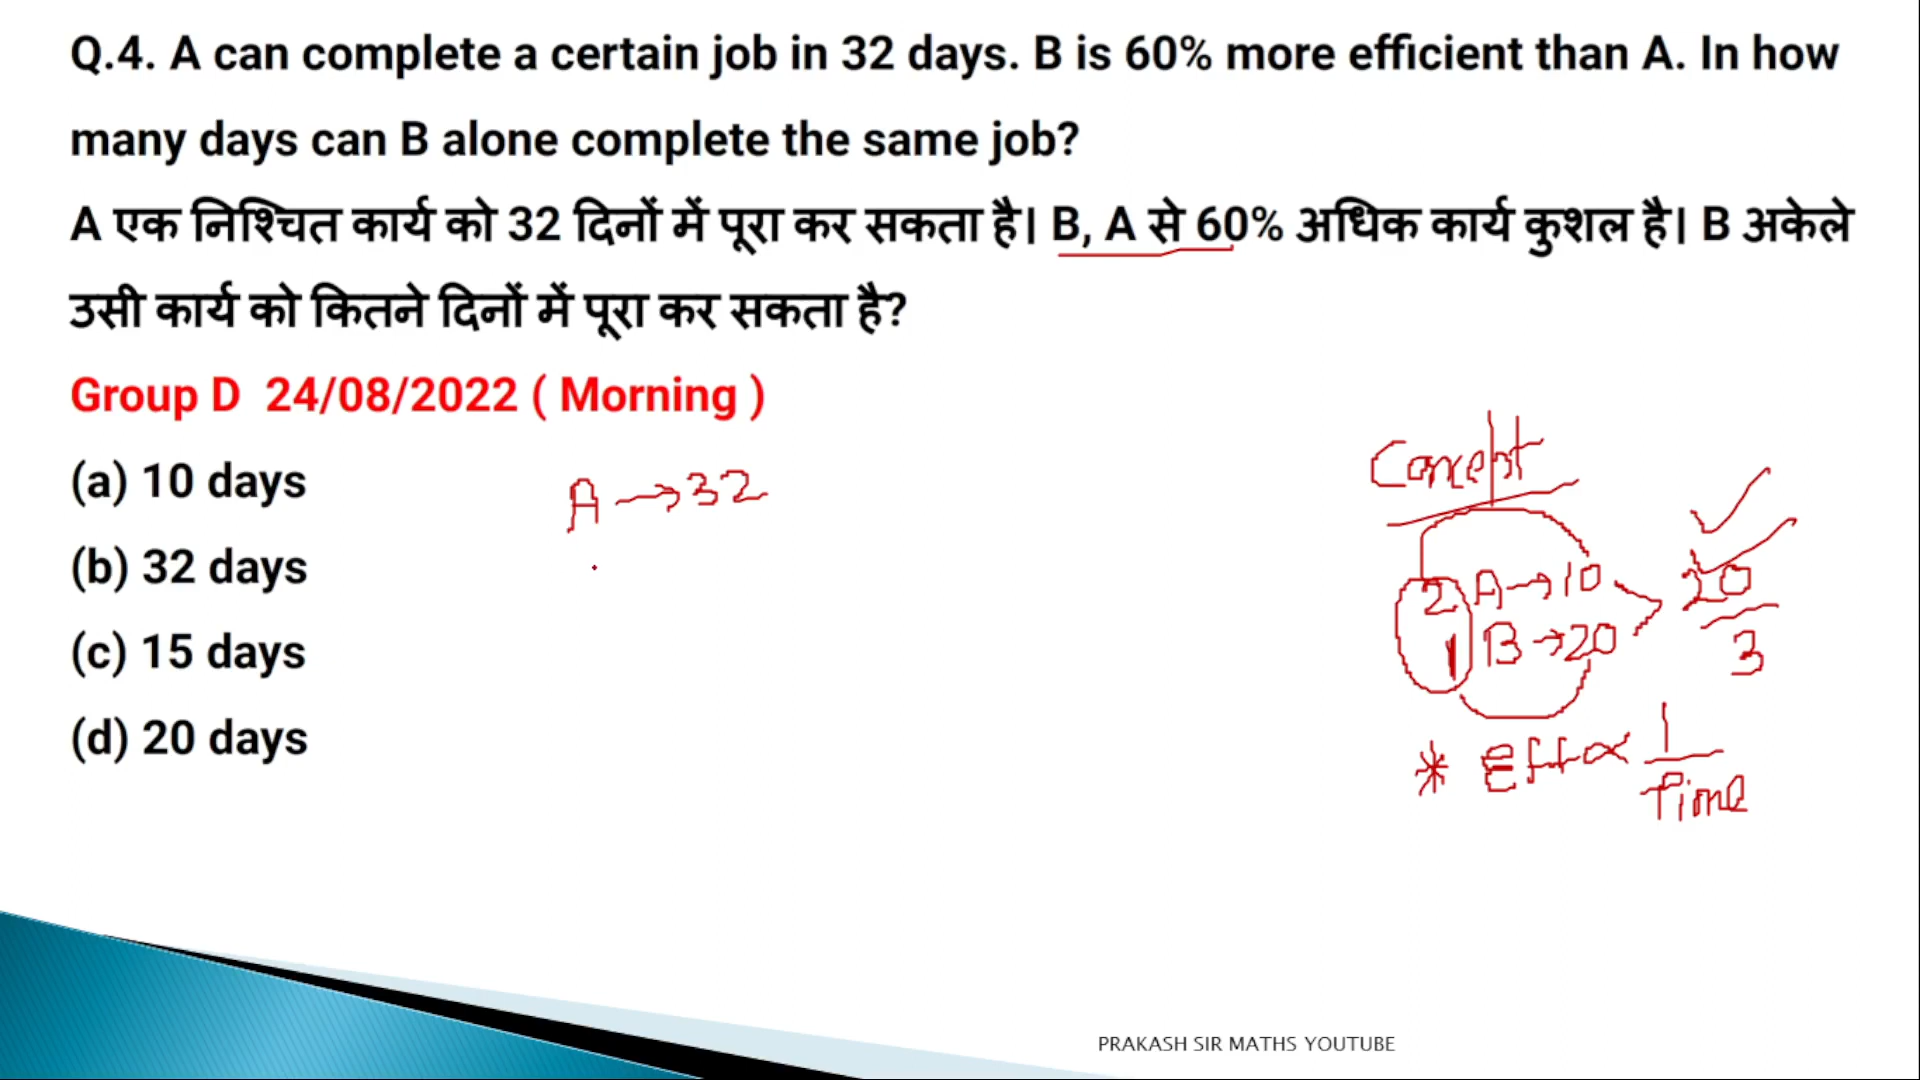 Q.4. A can complete a certain job in 32 days. B is 60% more efficient than A. In how
many days can B alone complete the same job?
A एक निश्चित कार्य को 32 दिनों में पूरा कर सकता है। B, A से 60% अधिक कार्य कुशल है। B अकेले
उसी कार्य को कितने दिनों में पूरा कर सकता है?
Group D 24/08/2022 ( Morning )
(a) 10 days
(b) 32 days
(c) 15 days
(d) 20 days
A → 32
Concept
2 A → 10
1 B → 20
20
3
* Eff ∝ 1
Time
PRAKASH SIR MATHS YOUTUBE